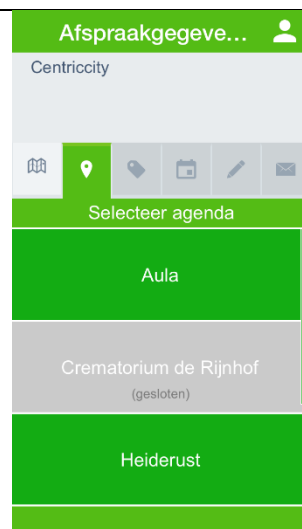 Afspraakgegeve...
Centriccity
Selecteer agenda
Aula
Crematorium de Rijnhof
(gesloten)
Heiderust